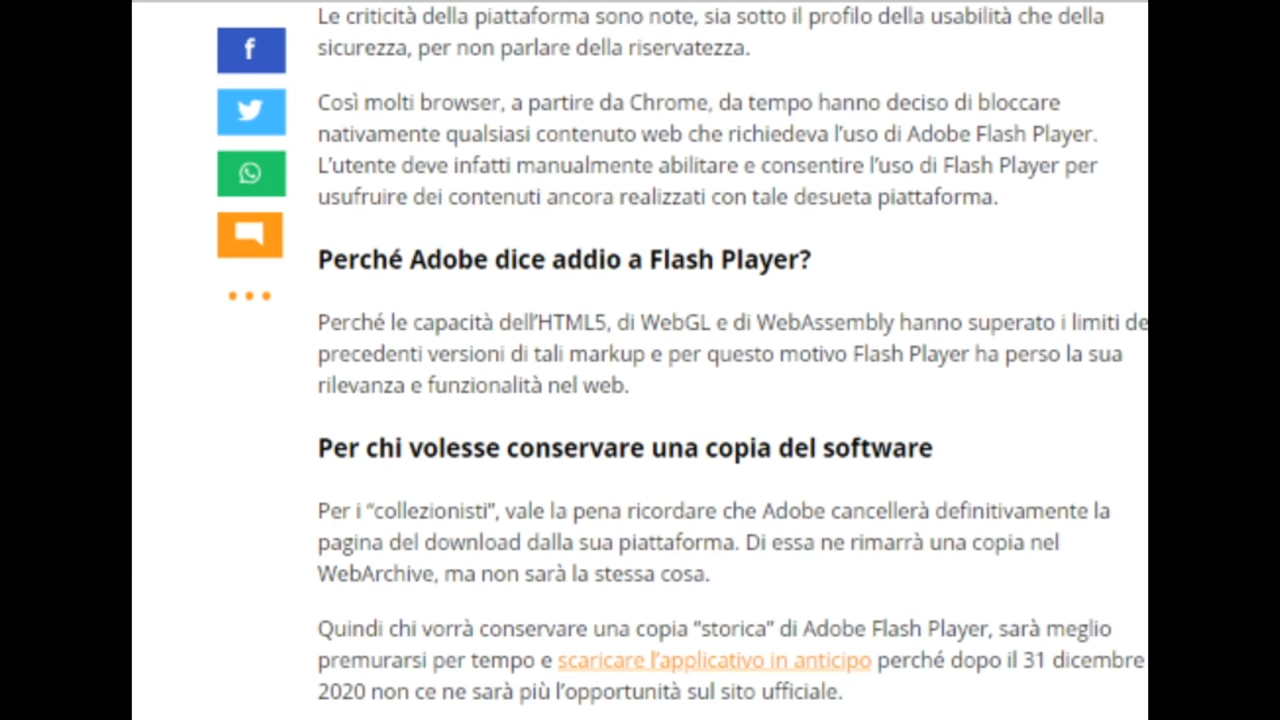 Le criticità della piattaforma sono note, sia sotto il profilo della usabilità che della
sicurezza, per non parlare della riservatezza.
Così molti browser, a partire da Chrome, da tempo hanno deciso di bloccare
nativamente qualsiasi contenuto web che richiedeva l'uso di Adobe Flash Player.
L'utente deve infatti manualmente abilitare e consentire l'uso di Flash Player per
usufruire dei contenuti ancora realizzati con tale desueta piattaforma.
Perché Adobe dice addio a Flash Player?
Perché le capacità dell'HTML5, di WebGL e di WebAssembly hanno superato i limiti de
precedenti versioni di tali markup e per questo motivo Flash Player ha perso la sua
rilevanza e funzionalità nel web.
Per chi volesse conservare una copia del software
Per i “collezionisti”, vale la pena ricordare che Adobe cancellerà definitivamente la
pagina del download dalla sua piattaforma. Di essa ne rimarrà una copia nel
WebArchive, ma non sarà la stessa cosa.
Quindi chi vorrà conservare una copia "storica" di Adobe Flash Player, sarà meglio
premurarsi per tempo e scaricare l'applicativo in anticipo perché dopo il 31 dicembre
2020 non ce ne sarà più l'opportunità sul sito ufficiale.